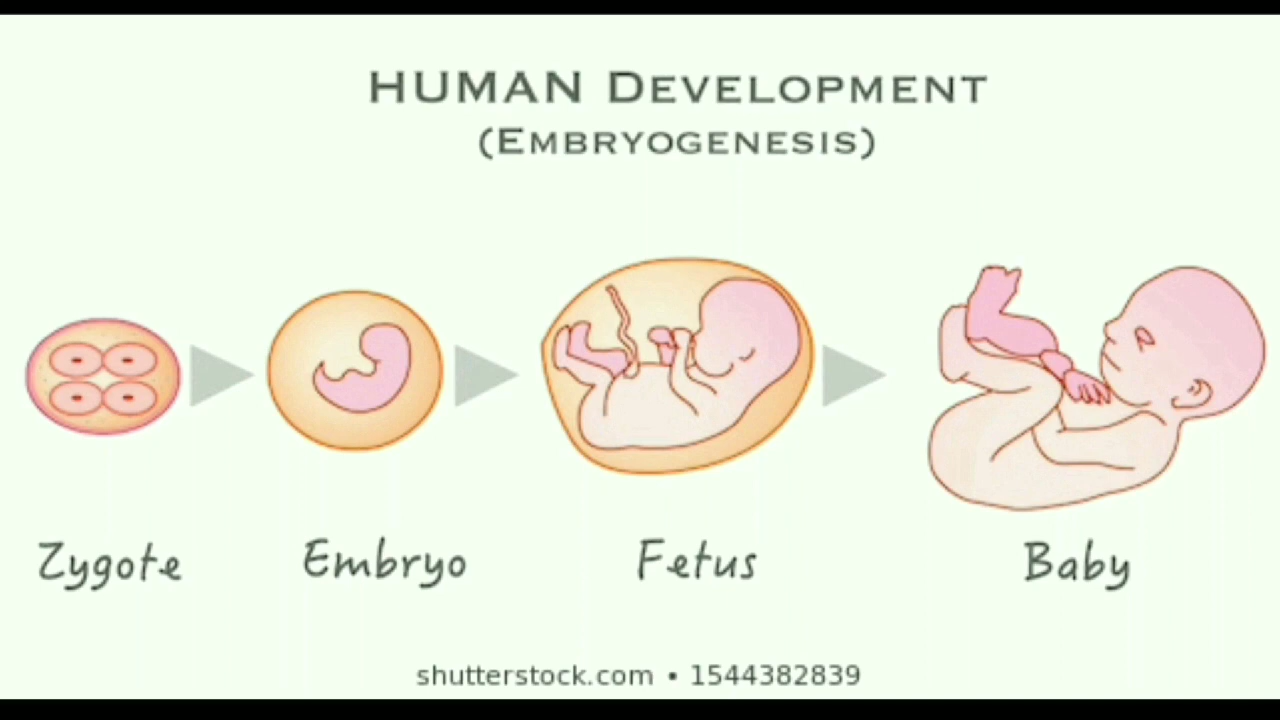 HUMAN DEVELOPMENT
(EMBRYOGENESIS)
Zygote
Embryo
Fetus
Baby
shutterstock.com • 1544382839